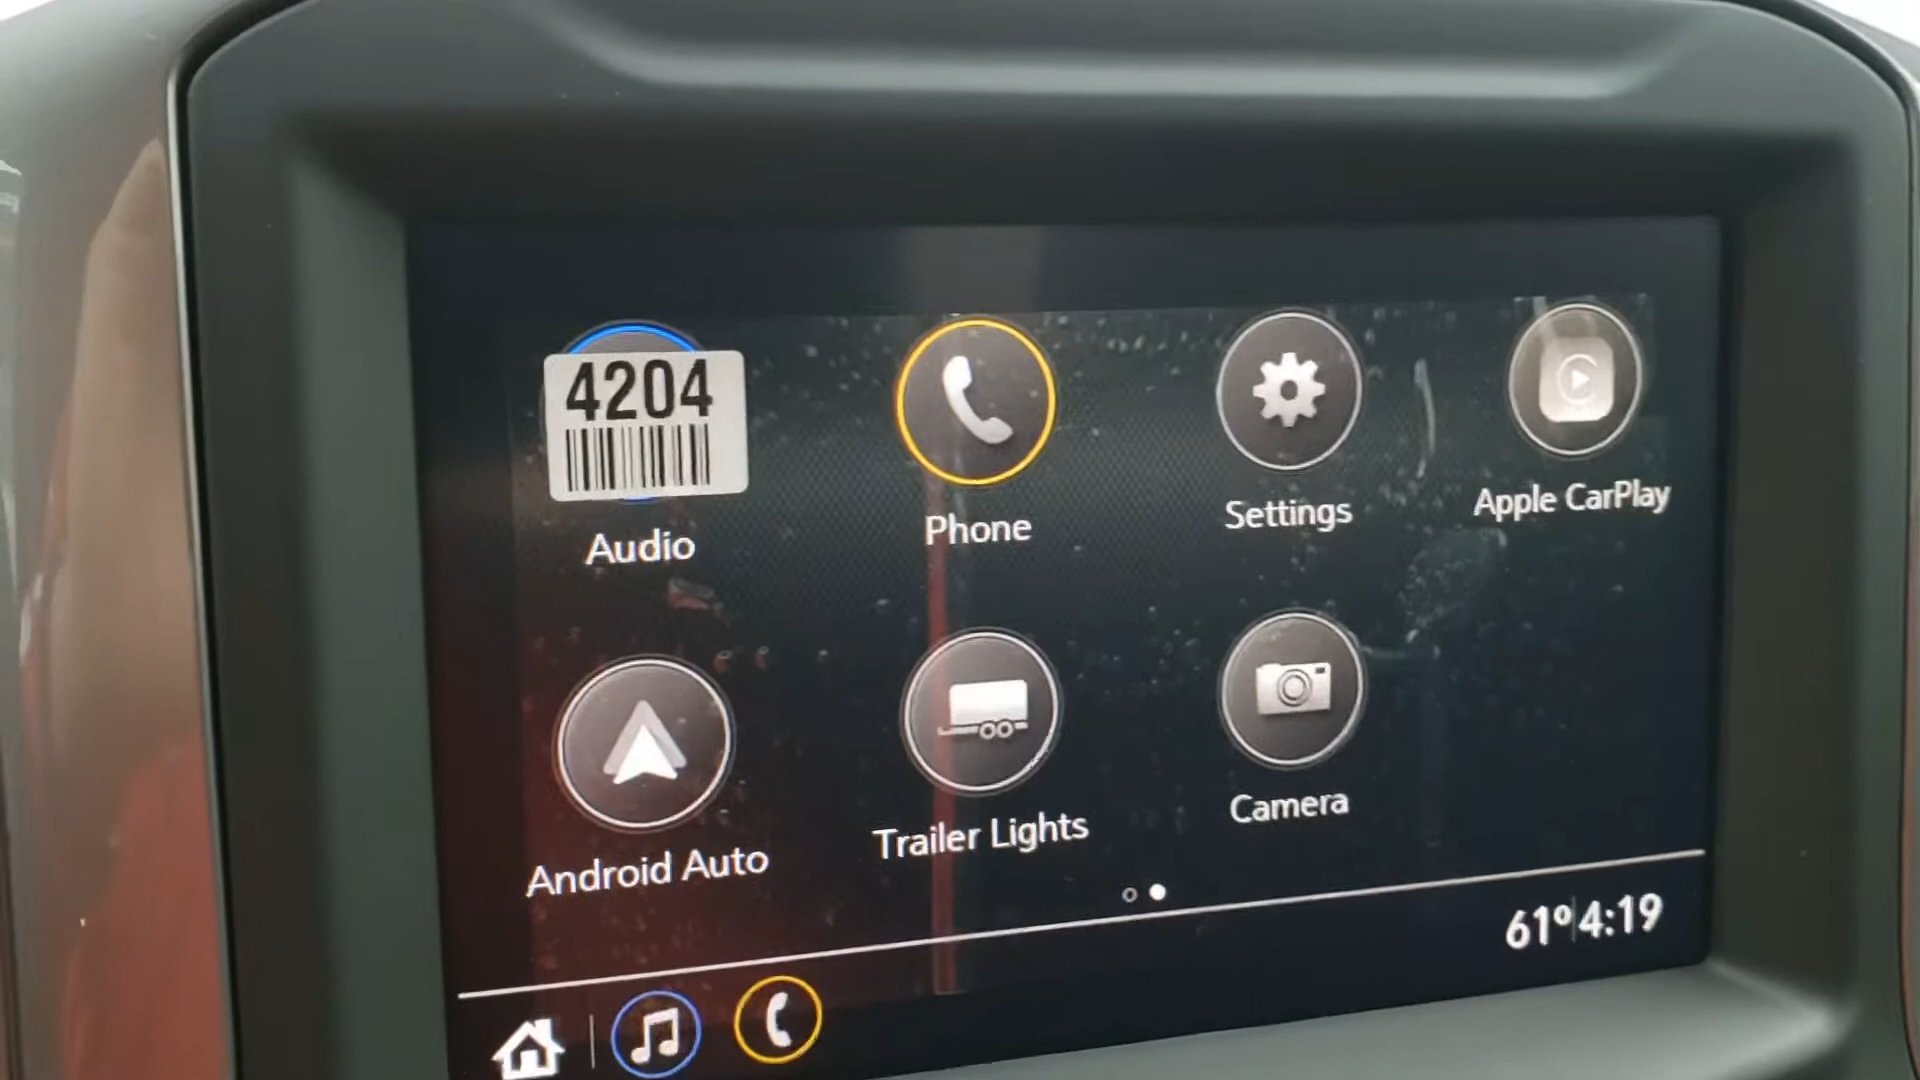 4204
Audio
Phone
Settings
Apple CarPlay
Android Auto
Trailer Lights
Camera
61° 4:19